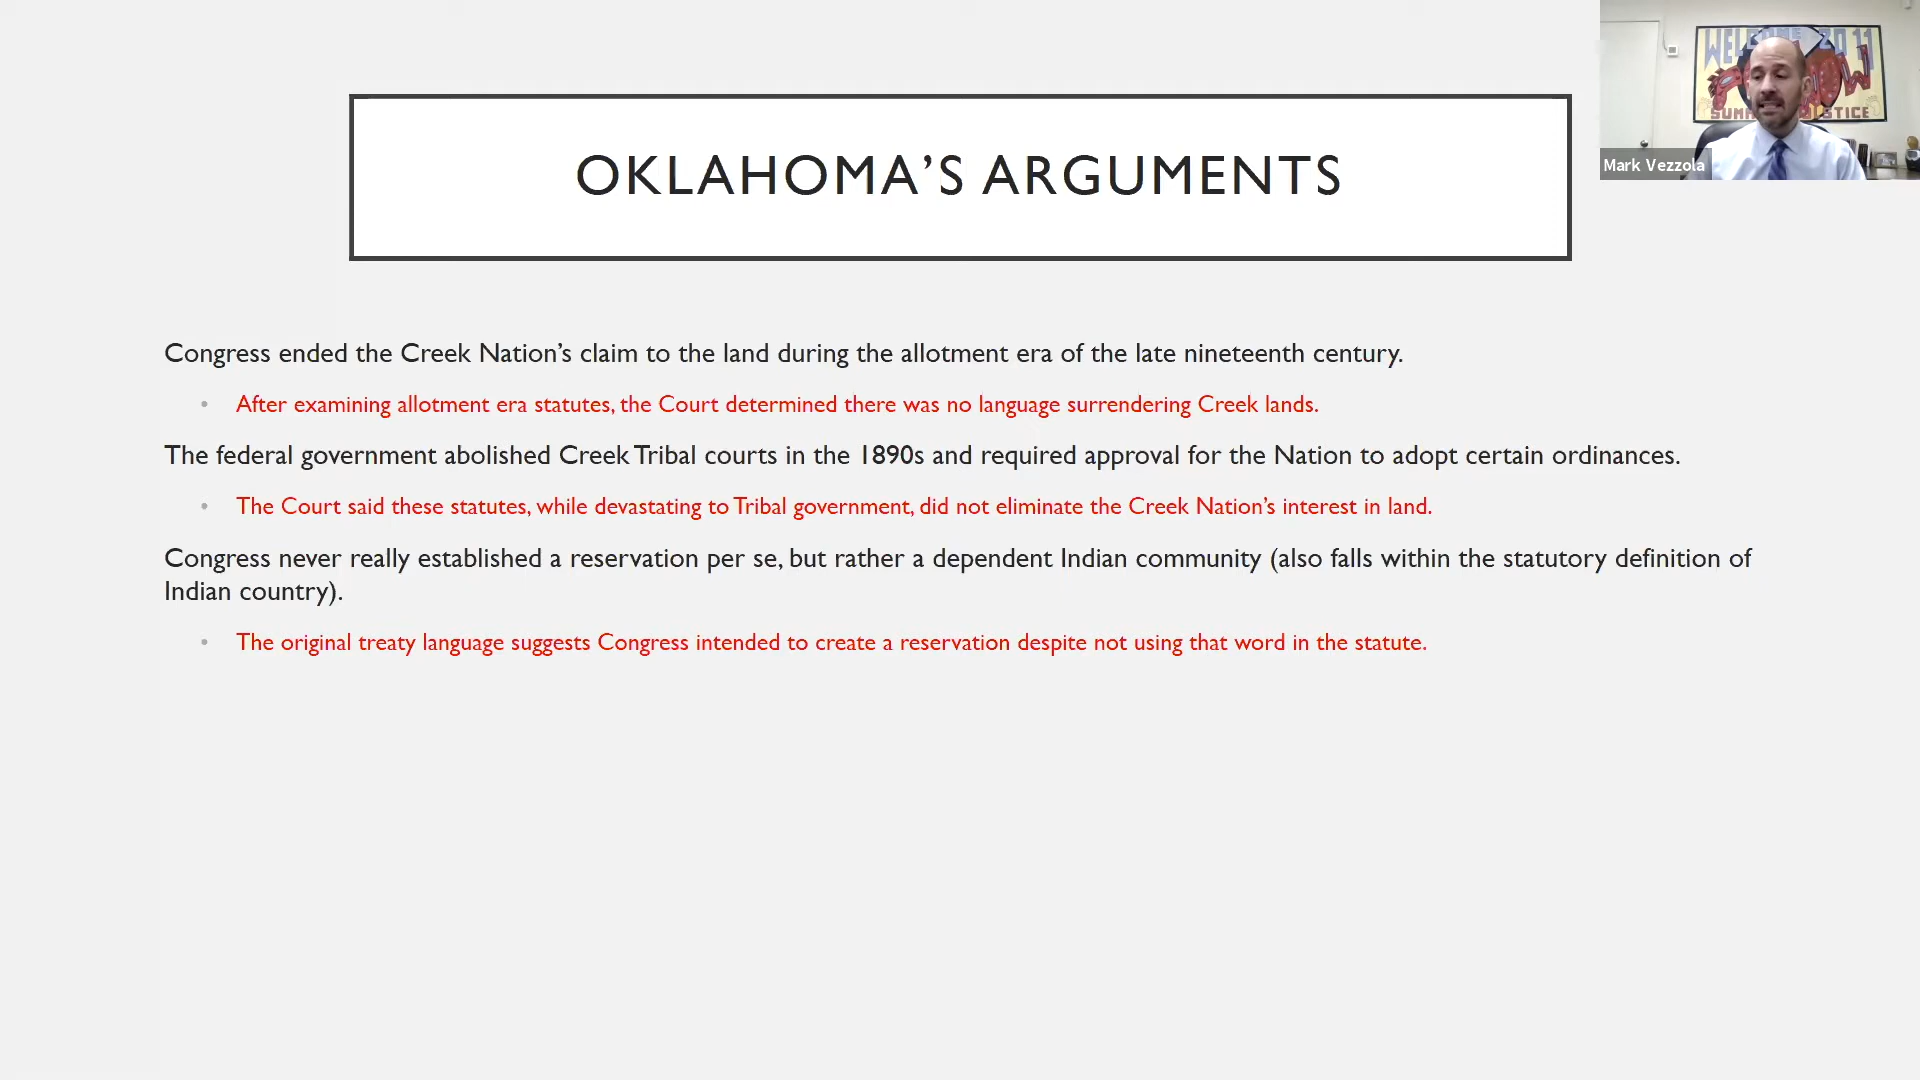 WELCOME 2011
POW
SUMM STICE
Mark Vezzola
OKLAHOMA’S ARGUMENTS
Congress ended the Creek Nation’s claim to the land during the allotment era of the late nineteenth century.
• After examining allotment era statutes, the Court determined there was no language surrendering Creek lands.
The federal government abolished Creek Tribal courts in the 1890s and required approval for the Nation to adopt certain ordinances.
• The Court said these statutes, while devastating to Tribal government, did not eliminate the Creek Nation’s interest in land.
Congress never really established a reservation per se, but rather a dependent Indian community (also falls within the statutory definition of
Indian country).
• The original treaty language suggests Congress intended to create a reservation despite not using that word in the statute.